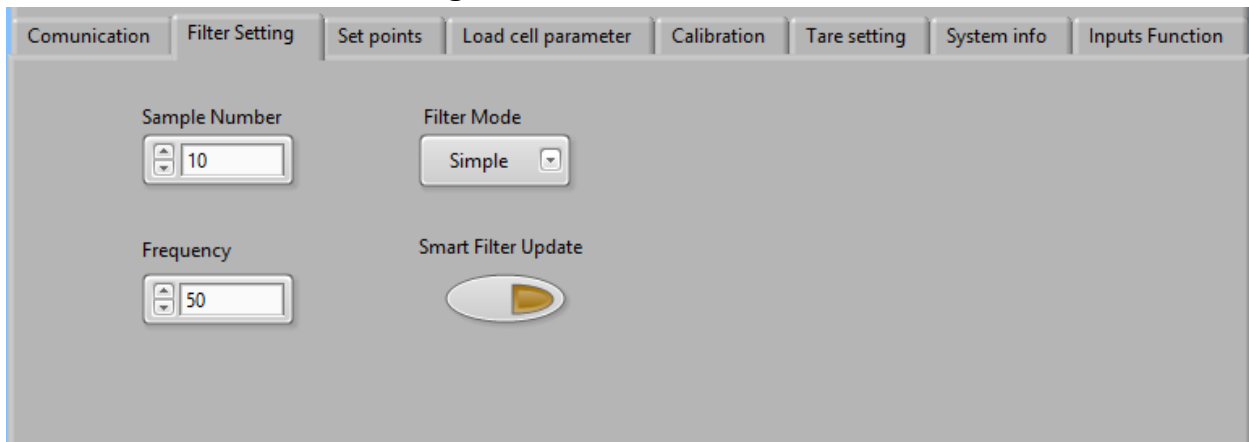 Comunication Filter Setting Set points Load cell parameter Calibration Tare setting System info Inputs Function
Sample Number Filter Mode
10 Simple
Frequency Smart Filter Update
50